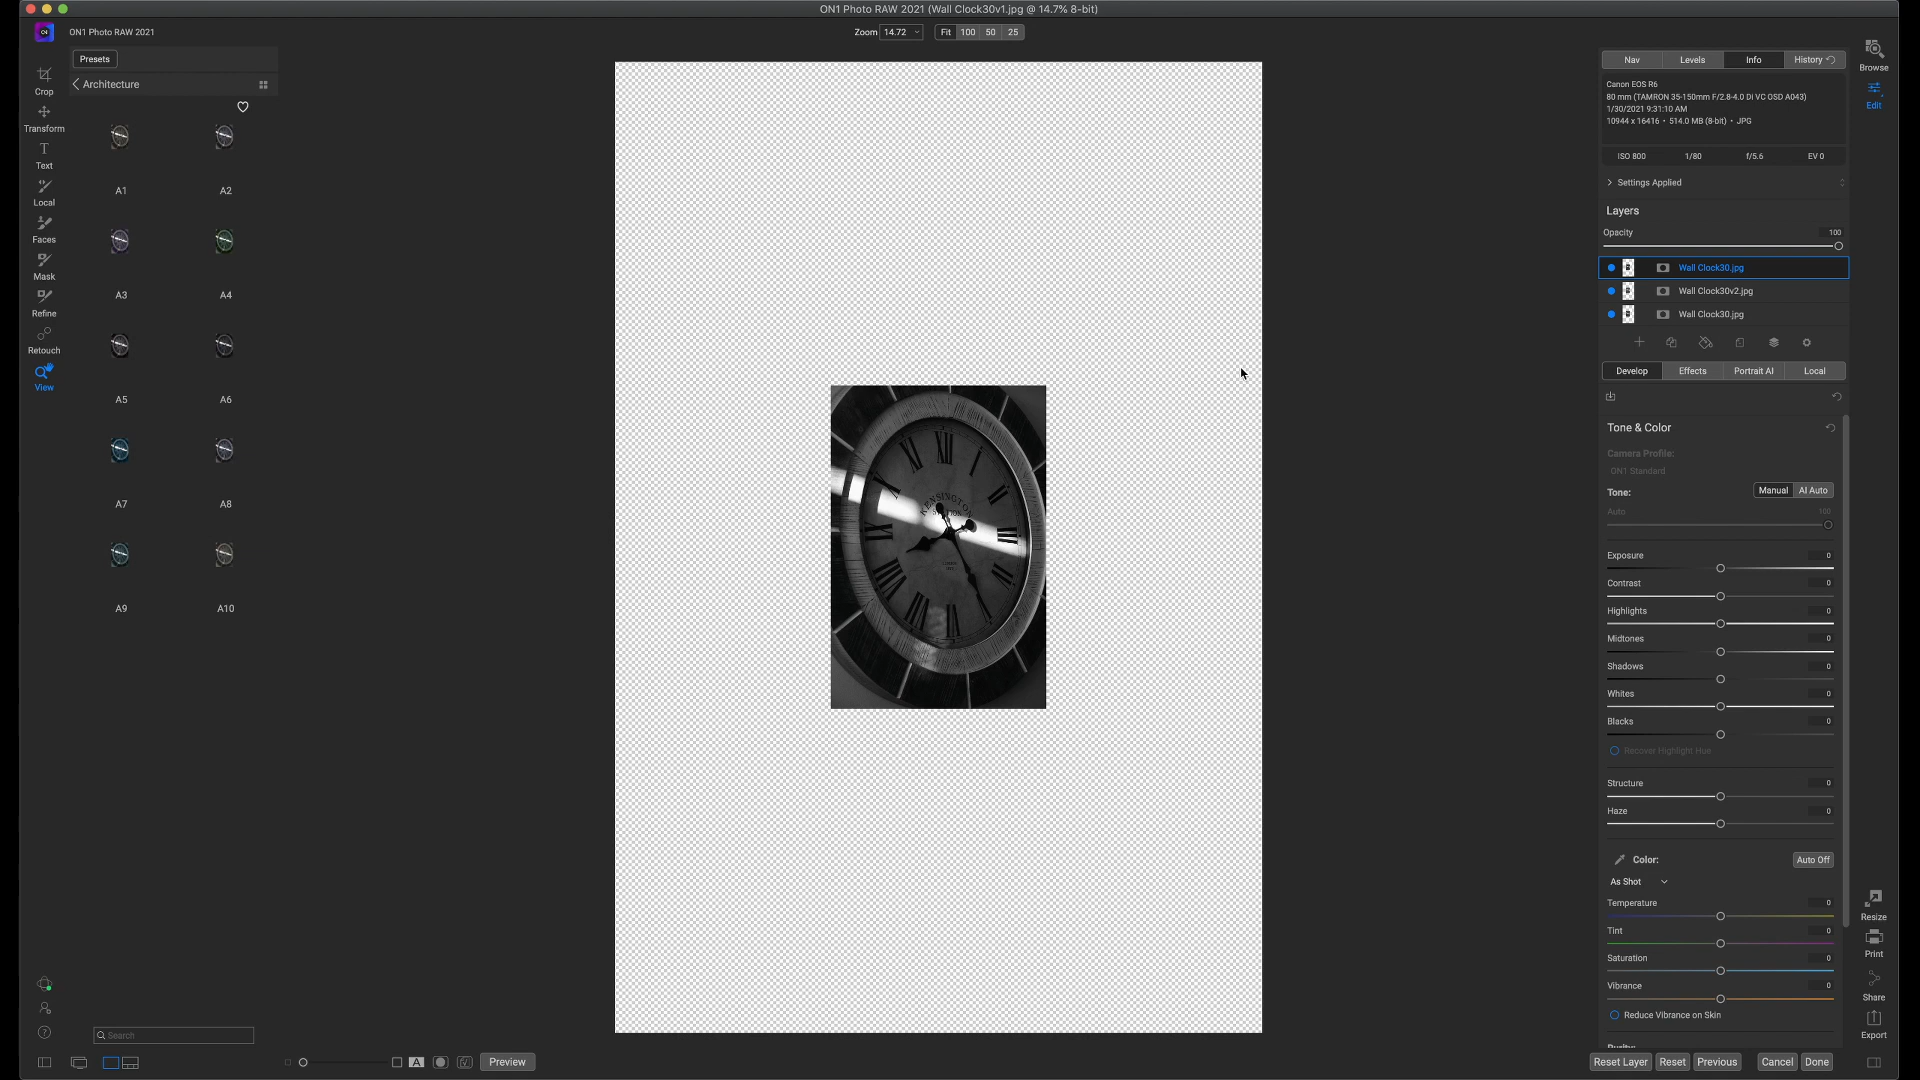 ON1 Photo RAW 2021 (Wall Clock30v1.jpg @ 14.7% 8-bit)
ON1 Photo RAW 2021
Zoom 14.72 Fit 100 50 25
Presets
Architecture
Crop
Transform
Text
Local
Faces
Mask
Refine
Retouch
View
A1 A2
A3 A4
A5 A6
A7 A8
A9 A10
Search
Preview
KENSINGTON
STATION
XII
Nav Levels Info History
Canon EOS R6
80 mm (TAMRON 35-150mm F/2.8-4.0 Di VC OSD A043)
1/30/2021 9:31:10 AM
10944 x 16416 • 514.0 MB (8-bit) • JPG
ISO 800 1/80 f/5.6 EV 0
Settings Applied
Layers
Opacity 100
Wall Clock30.jpg
Wall Clock30v2.jpg
Wall Clock30.jpg
Develop Effects Portrait AI Local
Tone & Color
Camera Profile:
ON1 Standard
Tone: Manual AI Auto
Auto 100
Exposure 0
Contrast 0
Highlights 0
Midtones 0
Shadows 0
Whites 0
Blacks 0
Recover Highlight Hue
Structure 0
Haze 0
Color: Auto Off
As Shot
Temperature 0
Tint 0
Saturation 0
Vibrance 0
Reduce Vibrance on Skin
Reset Layer Reset Previous Cancel Done
Browse
Edit
Resize
Print
Share
Export